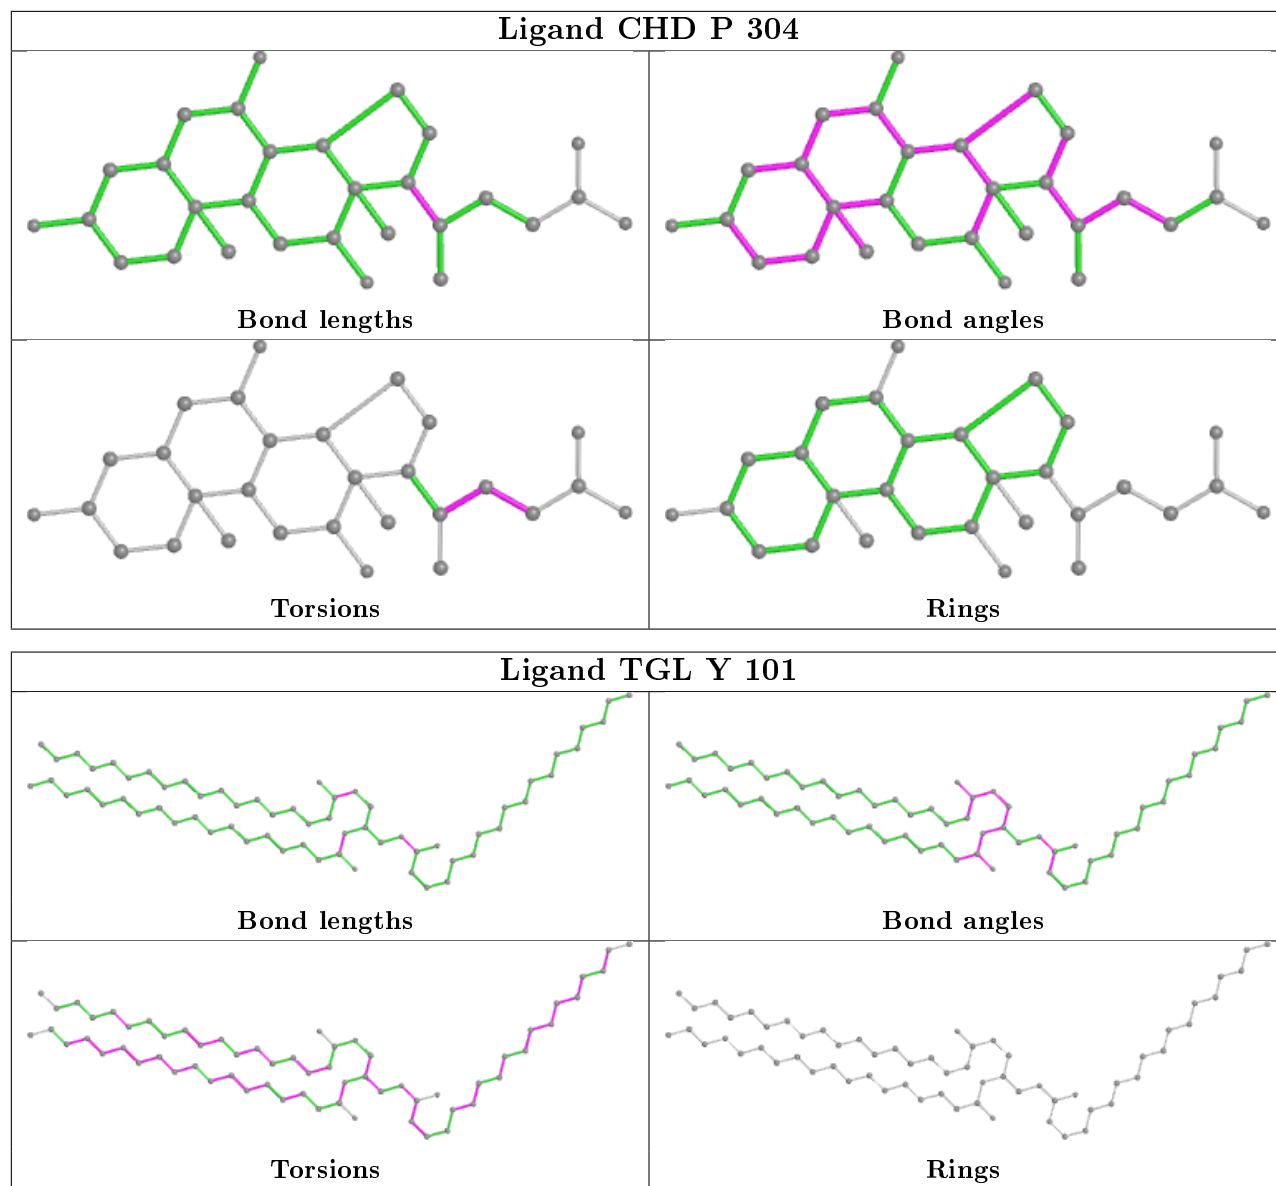 Ligand CHD P 304
Bond lengths
Bond angles
Torsions
Rings
Ligand TGL Y 101
Bond lengths
Bond angles
Torsions
Rings